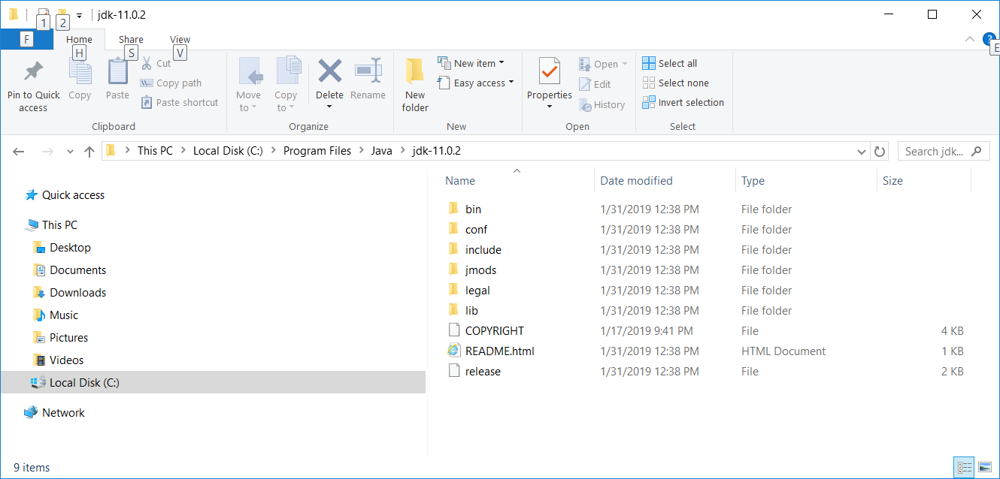 1 2 jdk-11.0.2
F Home Share View
H S V E
Pin to Quick access
Copy
Paste
Cut
Copy path
Paste shortcut
Clipboard
Move to
Copy to
Delete
Rename
Organize
New folder
New item
Easy access
New
Properties
Open
Edit
History
Open
Select all
Select none
Invert selection
Select
This PC > Local Disk (C:) > Program Files > Java > jdk-11.0.2
Search jdk...
Quick access
This PC
Desktop
Documents
Downloads
Music
Pictures
Videos
Local Disk (C:)
Network
Name Date modified Type Size
bin 1/31/2019 12:38 PM File folder
conf 1/31/2019 12:38 PM File folder
include 1/31/2019 12:38 PM File folder
jmods 1/31/2019 12:38 PM File folder
legal 1/31/2019 12:38 PM File folder
lib 1/31/2019 12:38 PM File folder
COPYRIGHT 1/17/2019 9:41 PM File 4 KB
README.html 1/31/2019 12:38 PM HTML Document 1 KB
release 1/31/2019 12:38 PM File 2 KB
9 items